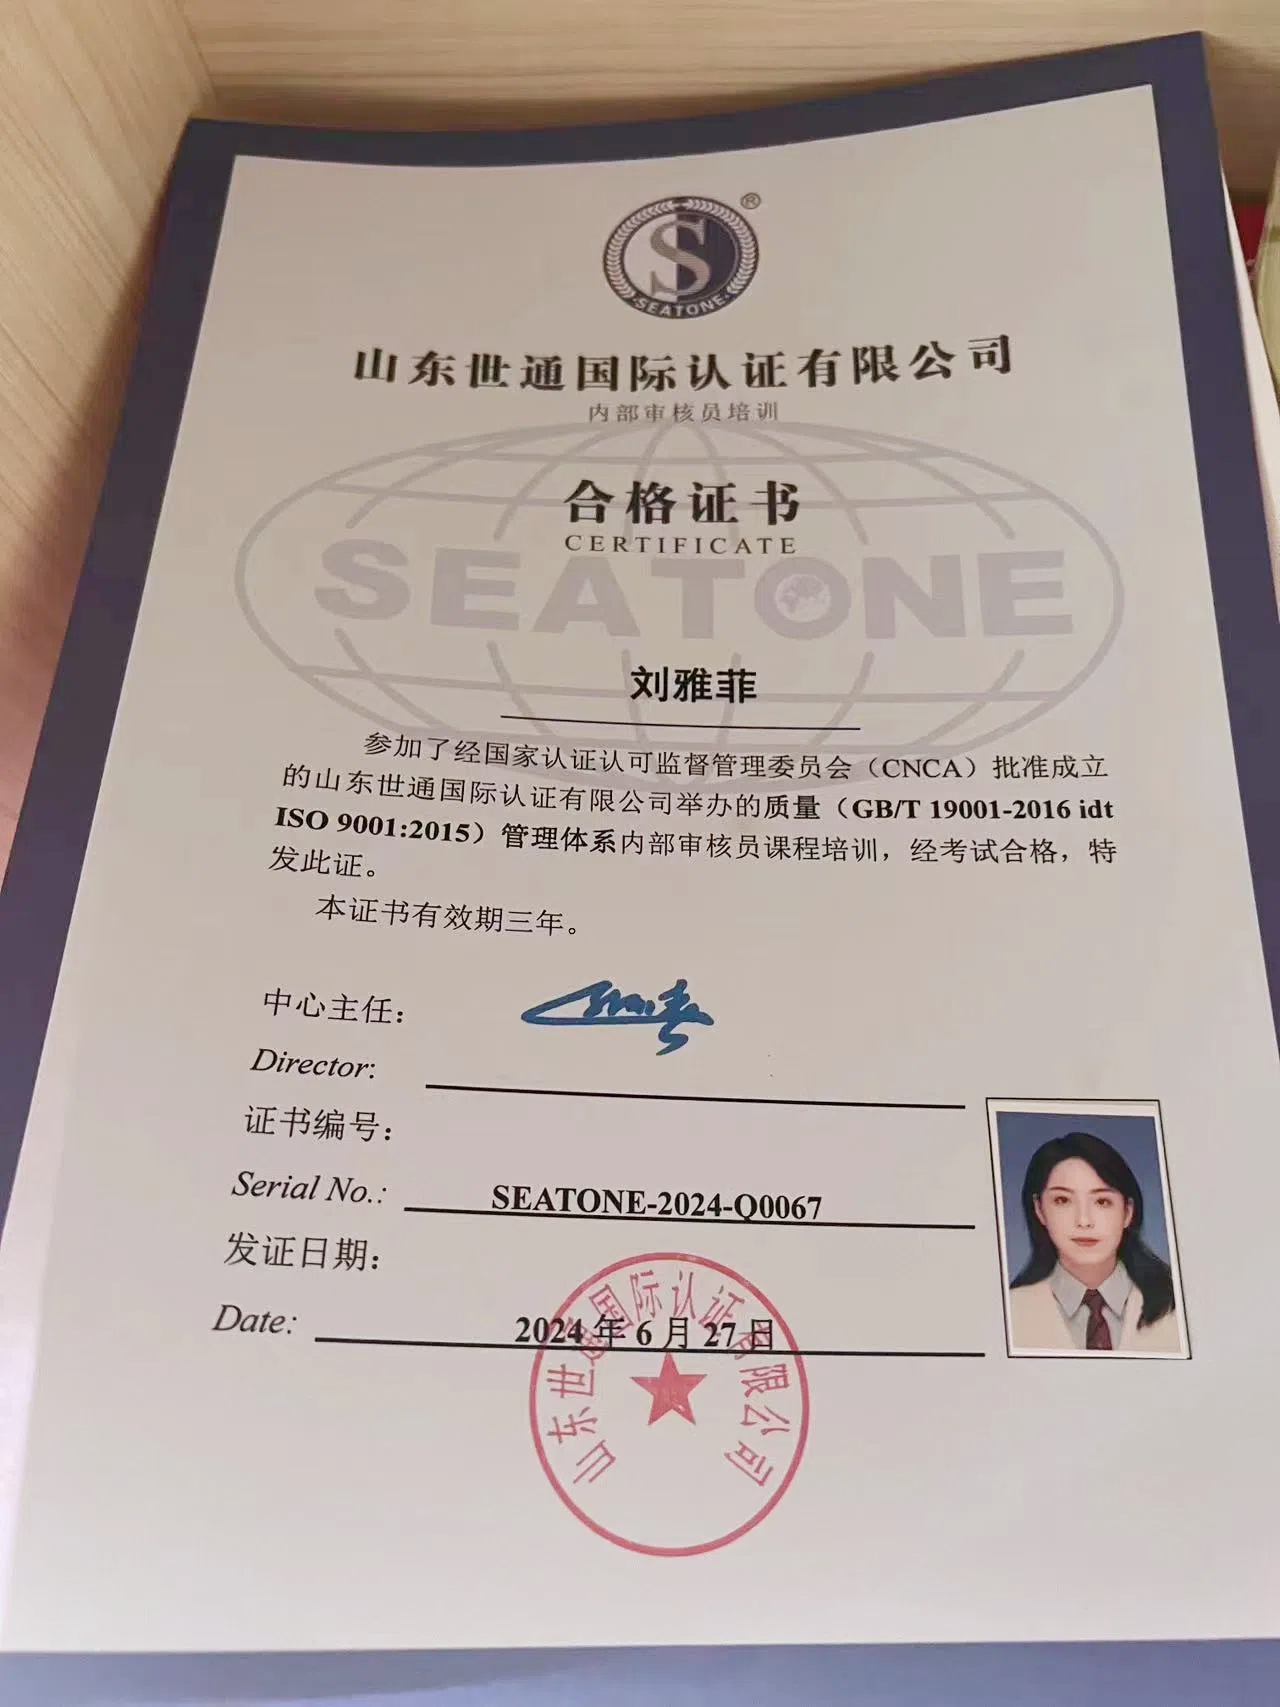 ®
S
SEATONE
山东世通国际认证有限公司
内部审核员培训
合格证书
CERTIFICATE
SEATONE
刘雅菲
参加了经国家认证认可监督管理委员会（CNCA）批准成立
的山东世通国际认证有限公司举办的质量（GB/T 19001-2016 idt
ISO 9001:2015）管理体系内部审核员课程培训，经考试合格，特
发此证。
本证书有效期三年。
中心主任：
Director:
证书编号：
Serial No.: SEATONE-2024-Q0067
发证日期：
Date: 2024 年 6 月 27 日
山东世通国际认证有限公司